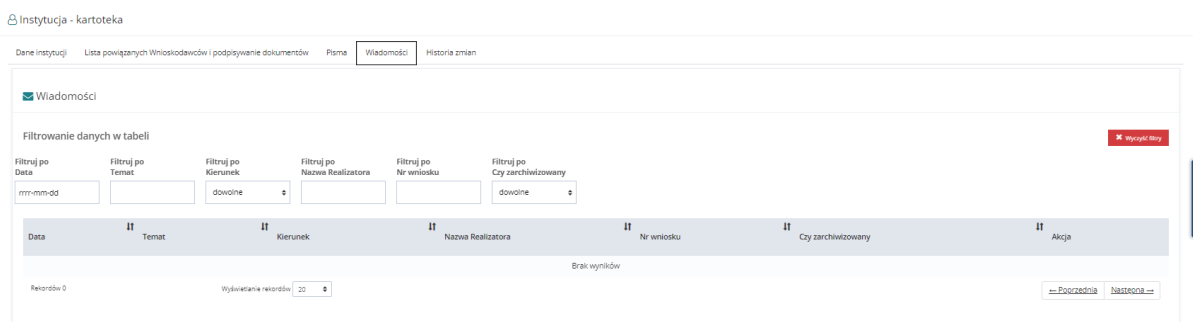 Instytucja - kartoteka
Dane instytucji Lista powiązanych Wnioskodawców i podpisywanie dokumentów Pisma Wiadomości Historia zmian
Wiadomości
Filtrowanie danych w tabeli
Wyczyść filtry
Filtruj po Data
Filtruj po Temat
Filtruj po Kierunek
Filtruj po Nazwa Realizatora
Filtruj po Nr wniosku
Filtruj po Czy zarchiwizowany
rrrr-mm-dd dowolne dowolne
Data Temat Kierunek Nazwa Realizatora Nr wniosku Czy zarchiwizowany Akcja
Brak wyników
Rekordów 0 Wyświetlanie rekordów 20 ← Poprzednia Następna →